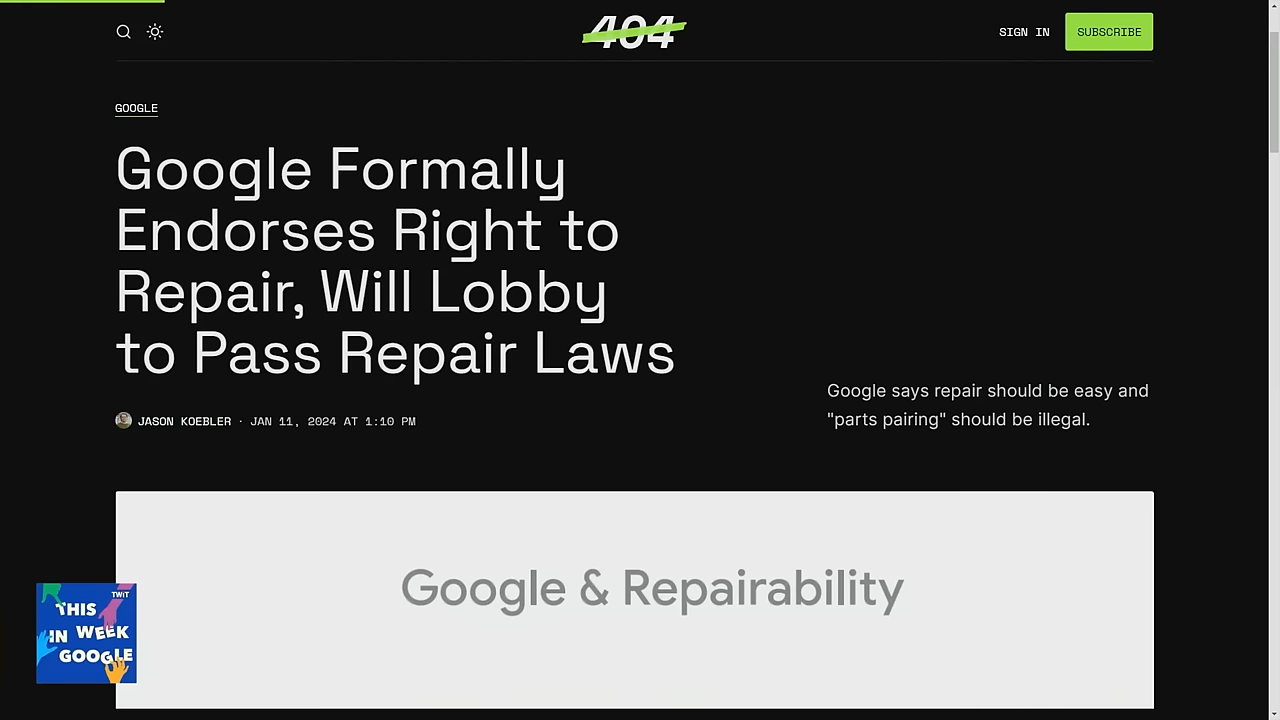 404
SIGN IN
SUBSCRIBE
GOOGLE
Google Formally
Endorses Right to
Repair, Will Lobby
to Pass Repair Laws
JASON KOEBLER · JAN 11, 2024 AT 1:10 PM
Google says repair should be easy and
"parts pairing" should be illegal.
Google & Repairability
TWiT
THIS
IN WEEK
GOOGLE